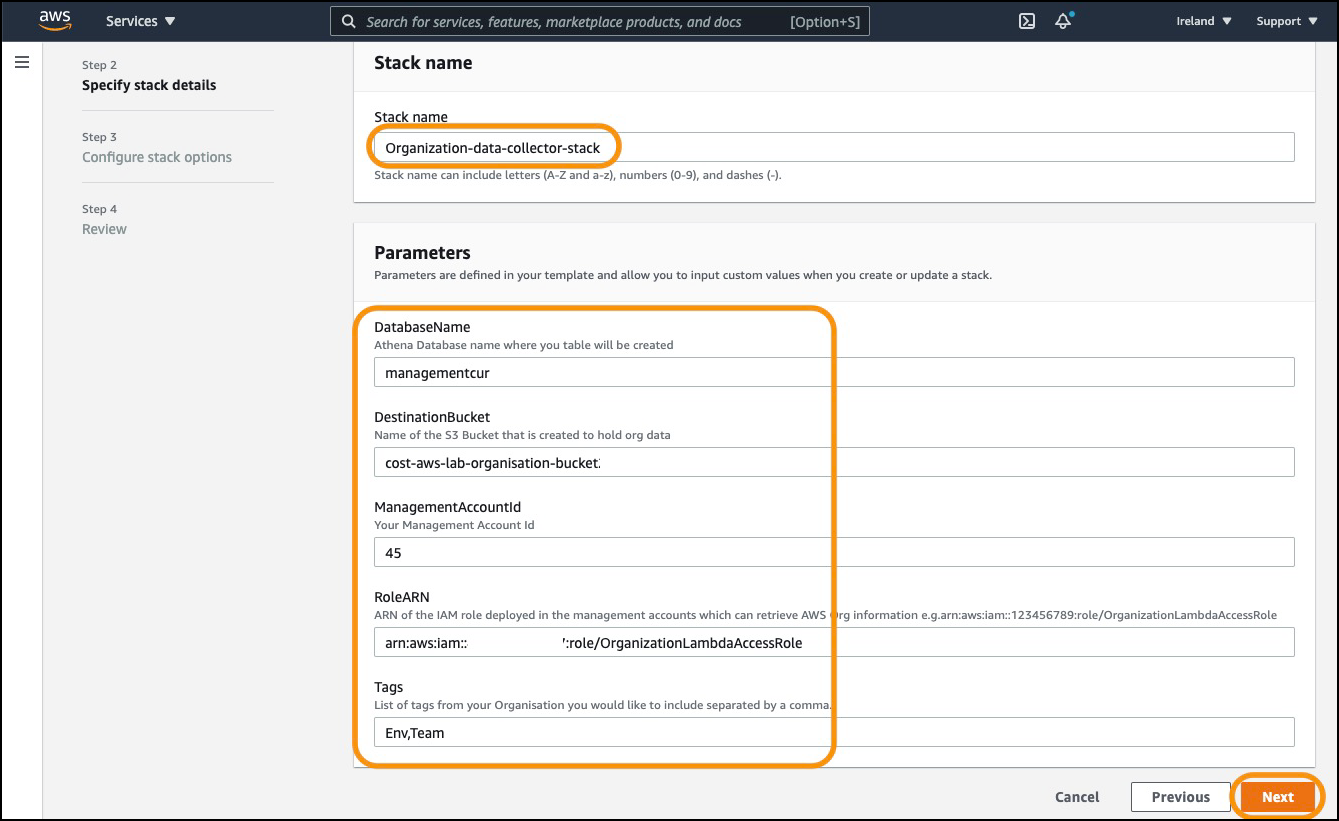 aws
Services ▼
Search for services, features, marketplace products, and docs
[Option+S]
Ireland ▼
Support ▼
Step 2
Specify stack details
Step 3
Configure stack options
Step 4
Review
Stack name
Stack name
Organization-data-collector-stack
Stack name can include letters (A-Z and a-z), numbers (0-9), and dashes (-).
Parameters
Parameters are defined in your template and allow you to input custom values when you create or update a stack.
DatabaseName
Athena Database name where you table will be created
managementcur
DestinationBucket
Name of the S3 Bucket that is created to hold org data
cost-aws-lab-organisation-bucket
ManagementAccountId
Your Management Account Id
45
RoleARN
ARN of the IAM role deployed in the management accounts which can retrieve AWS Org information e.g.arn:aws:iam::123456789:role/OrganizationLambdaAccessRole
arn:aws:iam:: :role/OrganizationLambdaAccessRole
Tags
List of tags from your Organisation you would like to include separated by a comma.
Env,Team
Cancel
Previous
Next